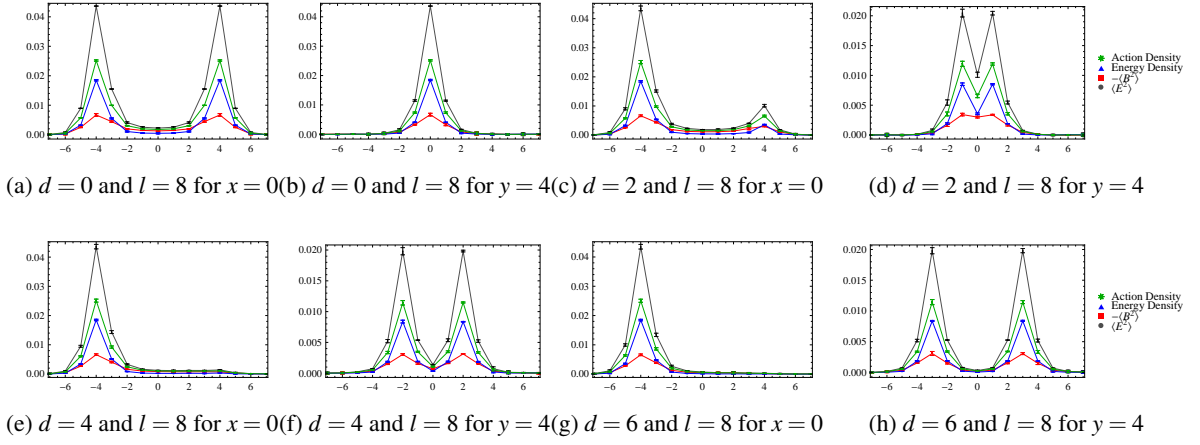 0.04
0.03
0.02
0.01
0.00
−6 −4 −2 0 2 4 6
0.04
0.03
0.02
0.01
0.00
−6 −4 −2 0 2 4 6
0.04
0.03
0.02
0.01
0.00
−6 −4 −2 0 2 4 6
0.020
0.015
0.010
0.005
0.000
−6 −4 −2 0 2 4 6
Action Density
Energy Density
−⟨B²⟩
⟨E²⟩
(a) d = 0 and l = 8 for x = 0 (b) d = 0 and l = 8 for y = 4 (c) d = 2 and l = 8 for x = 0 (d) d = 2 and l = 8 for y = 4
0.04
0.03
0.02
0.01
0.00
−6 −4 −2 0 2 4 6
0.020
0.015
0.010
0.005
0.000
−6 −4 −2 0 2 4 6
0.04
0.03
0.02
0.01
0.00
−6 −4 −2 0 2 4 6
0.020
0.015
0.010
0.005
0.000
−6 −4 −2 0 2 4 6
Action Density
Energy Density
−⟨B²⟩
⟨E²⟩
(e) d = 4 and l = 8 for x = 0 (f) d = 4 and l = 8 for y = 4 (g) d = 6 and l = 8 for x = 0 (h) d = 6 and l = 8 for y = 4